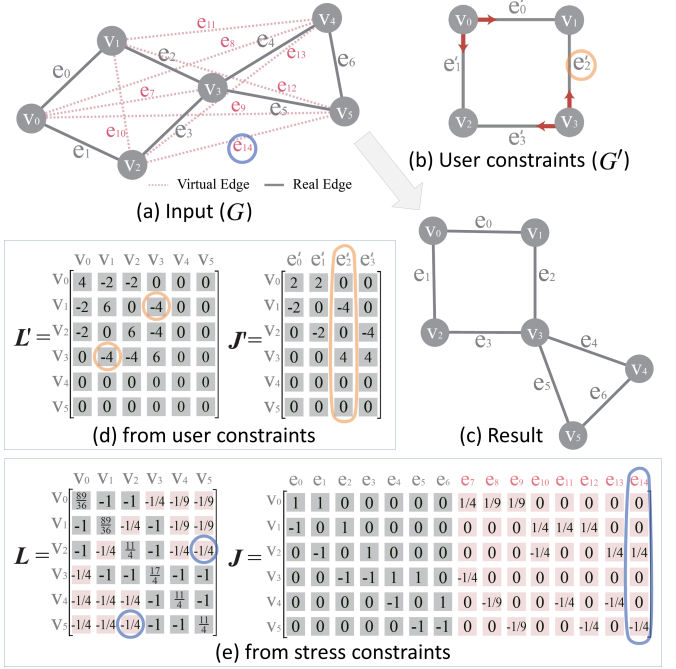 V₀
V₁
V₂
V₃
V₄
V₅
e₀
e₁
e₂
e₃
e₄
e₅
e₆
e₇
e₈
e₉
e₁₀
e₁₁
e₁₂
e₁₃
e₁₄
Virtual Edge Real Edge
(a) Input (G)
V₀ e′₀ V₁
e′₁ e′₂
V₂ e′₃ V₃
(b) User constraints (G′)
V₀ e₀ V₁
e₁ e₂
V₂ e₃ V₃ e₄
V₄
e₅ e₆
V₅
(c) Result
V₀ V₁ V₂ V₃ V₄ V₅
V₀ 4 -2 -2 0 0 0
V₁ -2 6 0 -4 0 0
V₂ -2 0 6 -4 0 0
L′=
V₃ 0 -4 -4 6 0 0
V₄ 0 0 0 0 0 0
V₅ 0 0 0 0 0 0
e′₀ e′₁ e′₂ e′₃
V₀ 2 2 0 0
V₁ -2 0 -4 0
V₂ 0 -2 0 -4
J′=
V₃ 0 0 4 4
V₄ 0 0 0 0
V₅ 0 0 0 0
(d) from user constraints
V₀ V₁ V₂ V₃ V₄ V₅
V₀ 89/36 -1 -1 -1/4 -1/9 -1/9
V₁ -1 89/36 -1/4 -1 -1/9 -1/9
V₂ -1 -1/4 11/4 -1 -1/4 -1/4
L=
V₃ -1/4 -1 -1 17/4 -1 -1
V₄ -1/4 -1/4 -1/4 -1 11/4 -1
V₅ -1/4 -1/4 -1/4 -1 -1 11/4
e₀ e₁ e₂ e₃ e₄ e₅ e₆ e₇ e₈ e₉ e₁₀ e₁₁ e₁₂ e₁₃ e₁₄
V₀ 1 1 0 0 0 0 0 1/4 1/9 1/9 0 0 0 0 0
V₁ -1 0 1 0 0 0 0 0 0 0 1/4 1/4 1/4 0 0
V₂ 0 -1 0 1 0 0 0 0 0 0 -1/4 0 0 1/4 1/4
J=
V₃ 0 0 -1 -1 1 1 0 -1/4 0 0 0 0 0 0 0
V₄ 0 0 0 0 -1 0 1 0 -1/9 0 0 -1/4 0 -1/4 0
V₅ 0 0 0 0 0 -1 -1 0 0 -1/9 0 0 -1/4 0 -1/4
(e) from stress constraints